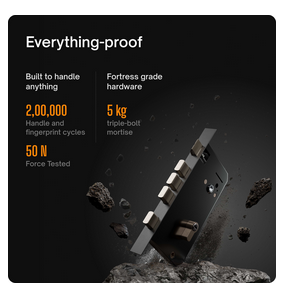 Everything-proof
Built to handle
anything
2,00,000
Handle and
fingerprint cycles
50 N
Force Tested
Fortress grade
hardware
5 kg
triple-bolt
mortise